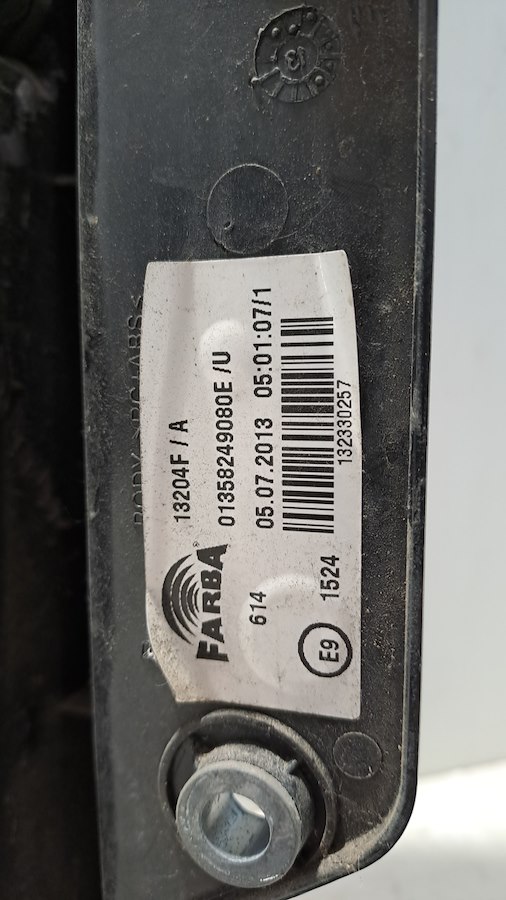 13204F / A
01358249080E /U
05.07.2013 05:01:07/1
132330257
FARBA
614
E9
1524